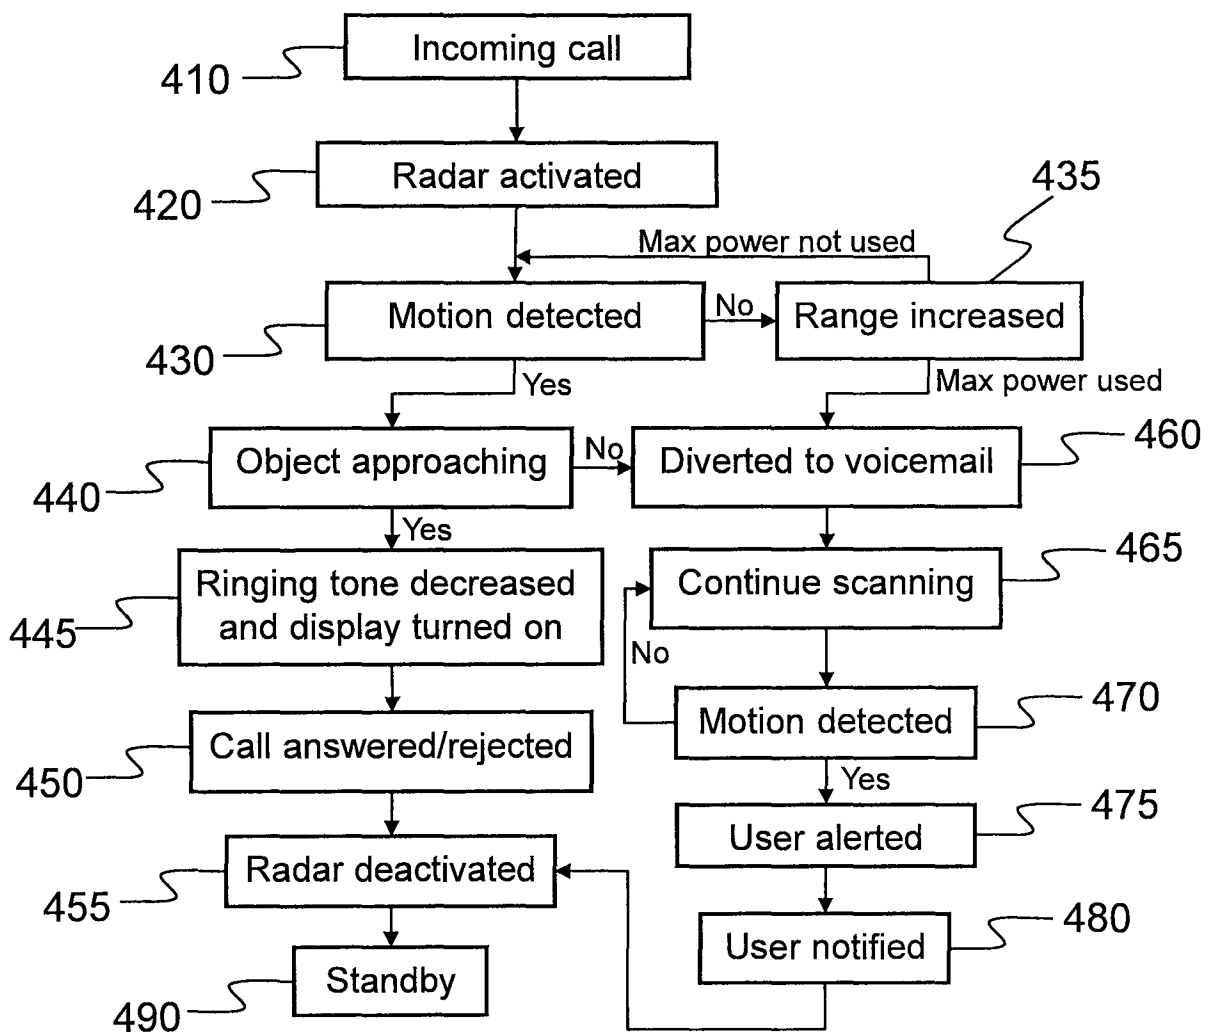 Incoming call
410
Radar activated
420
435
Max power not used
Motion detected
No
Range increased
430
Yes
Max power used
Object approaching
No
Diverted to voicemail
460
440
Yes
Ringing tone decreased
and display turned on
445
Continue scanning
465
No
Call answered/rejected
450
Motion detected
470
Yes
User alerted
475
Radar deactivated
455
User notified
480
Standby
490